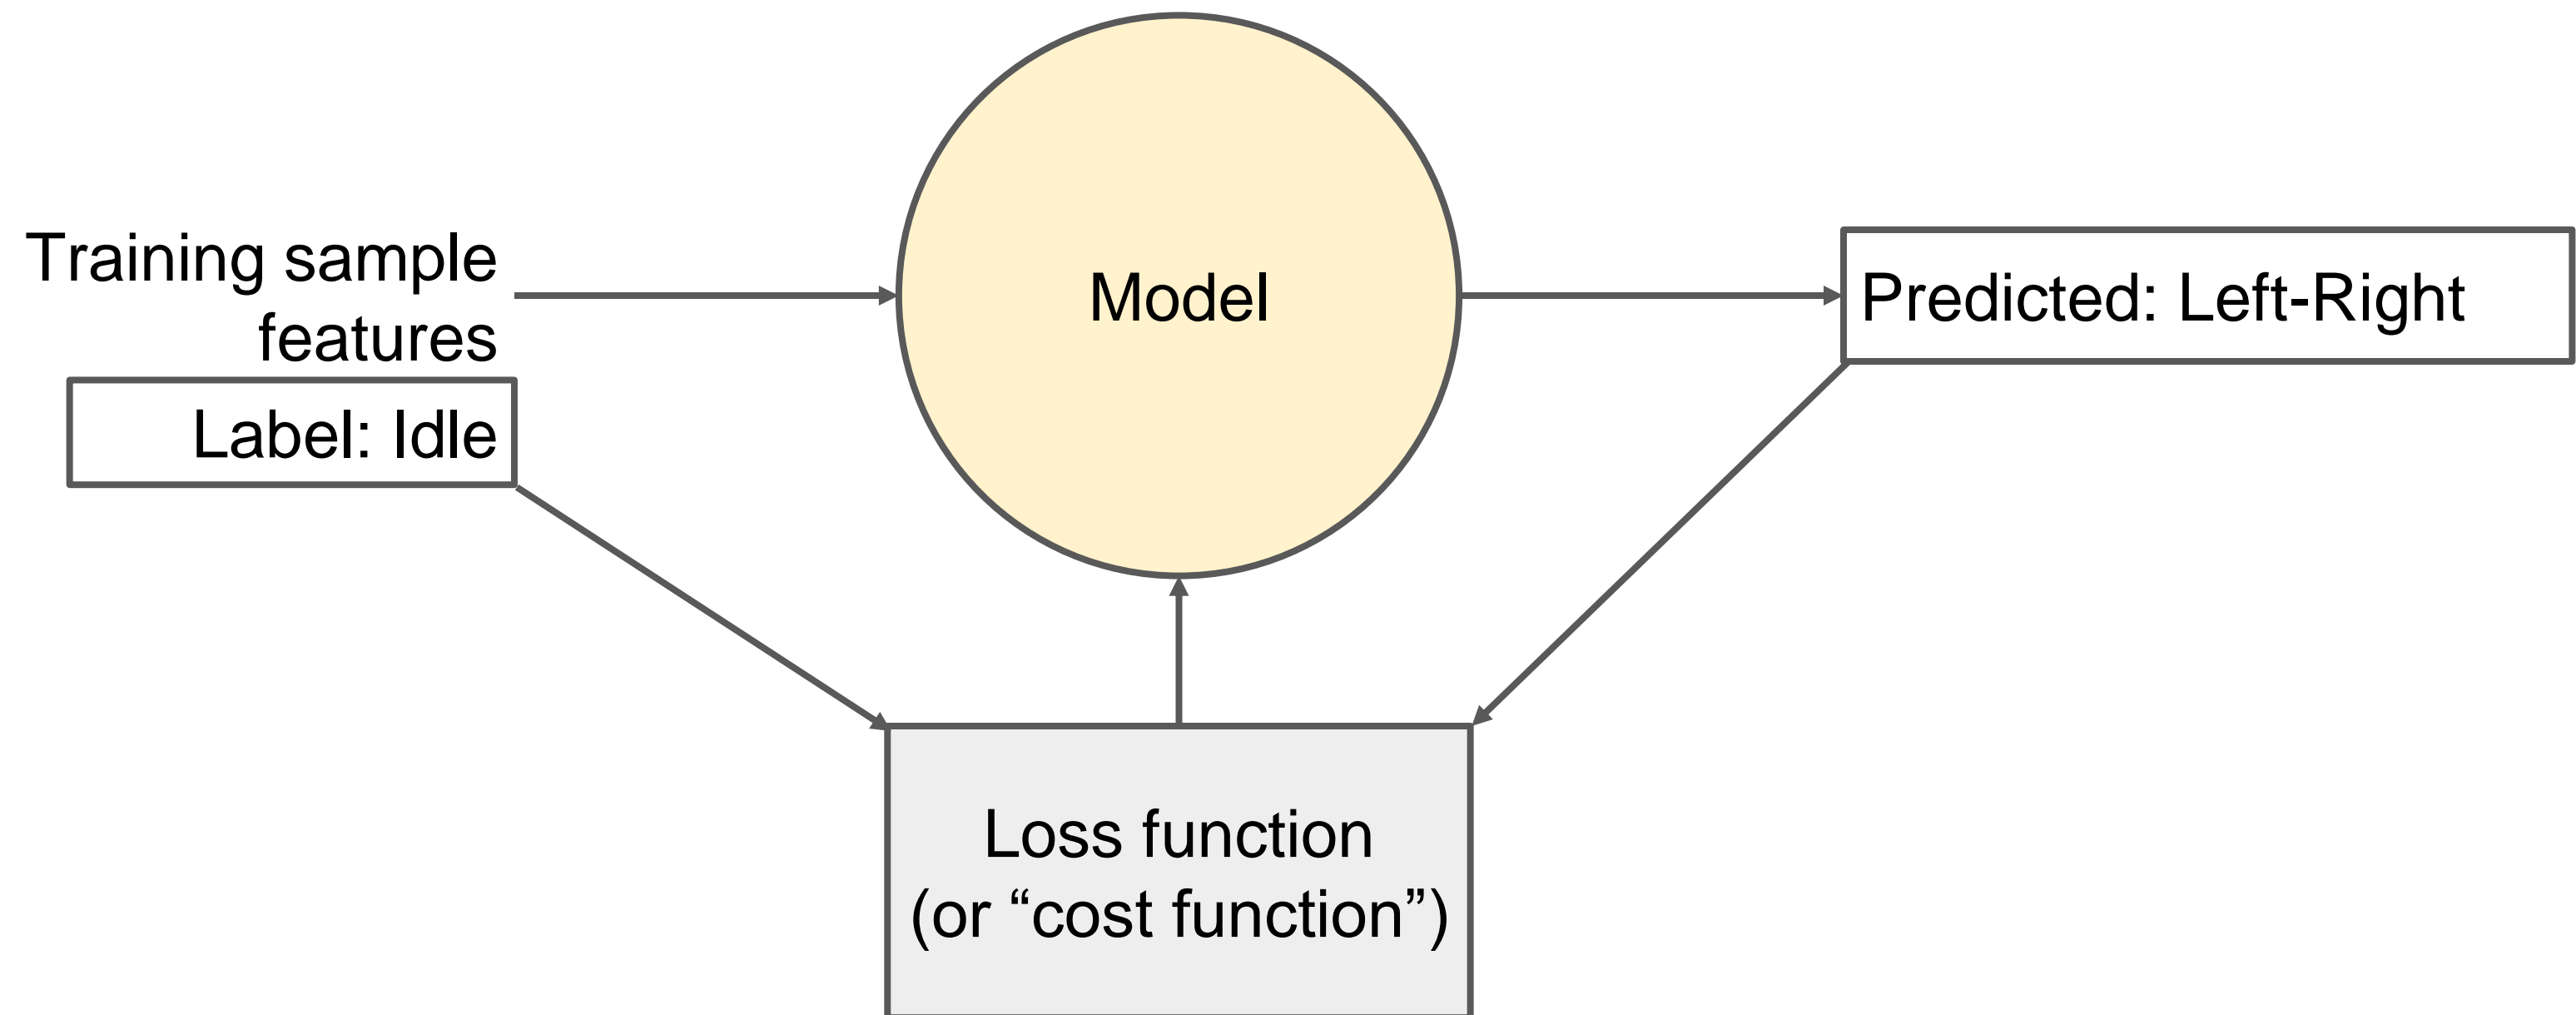 Training sample
features
Label: Idle
Model
Predicted: Left-Right
Loss function
(or “cost function”)